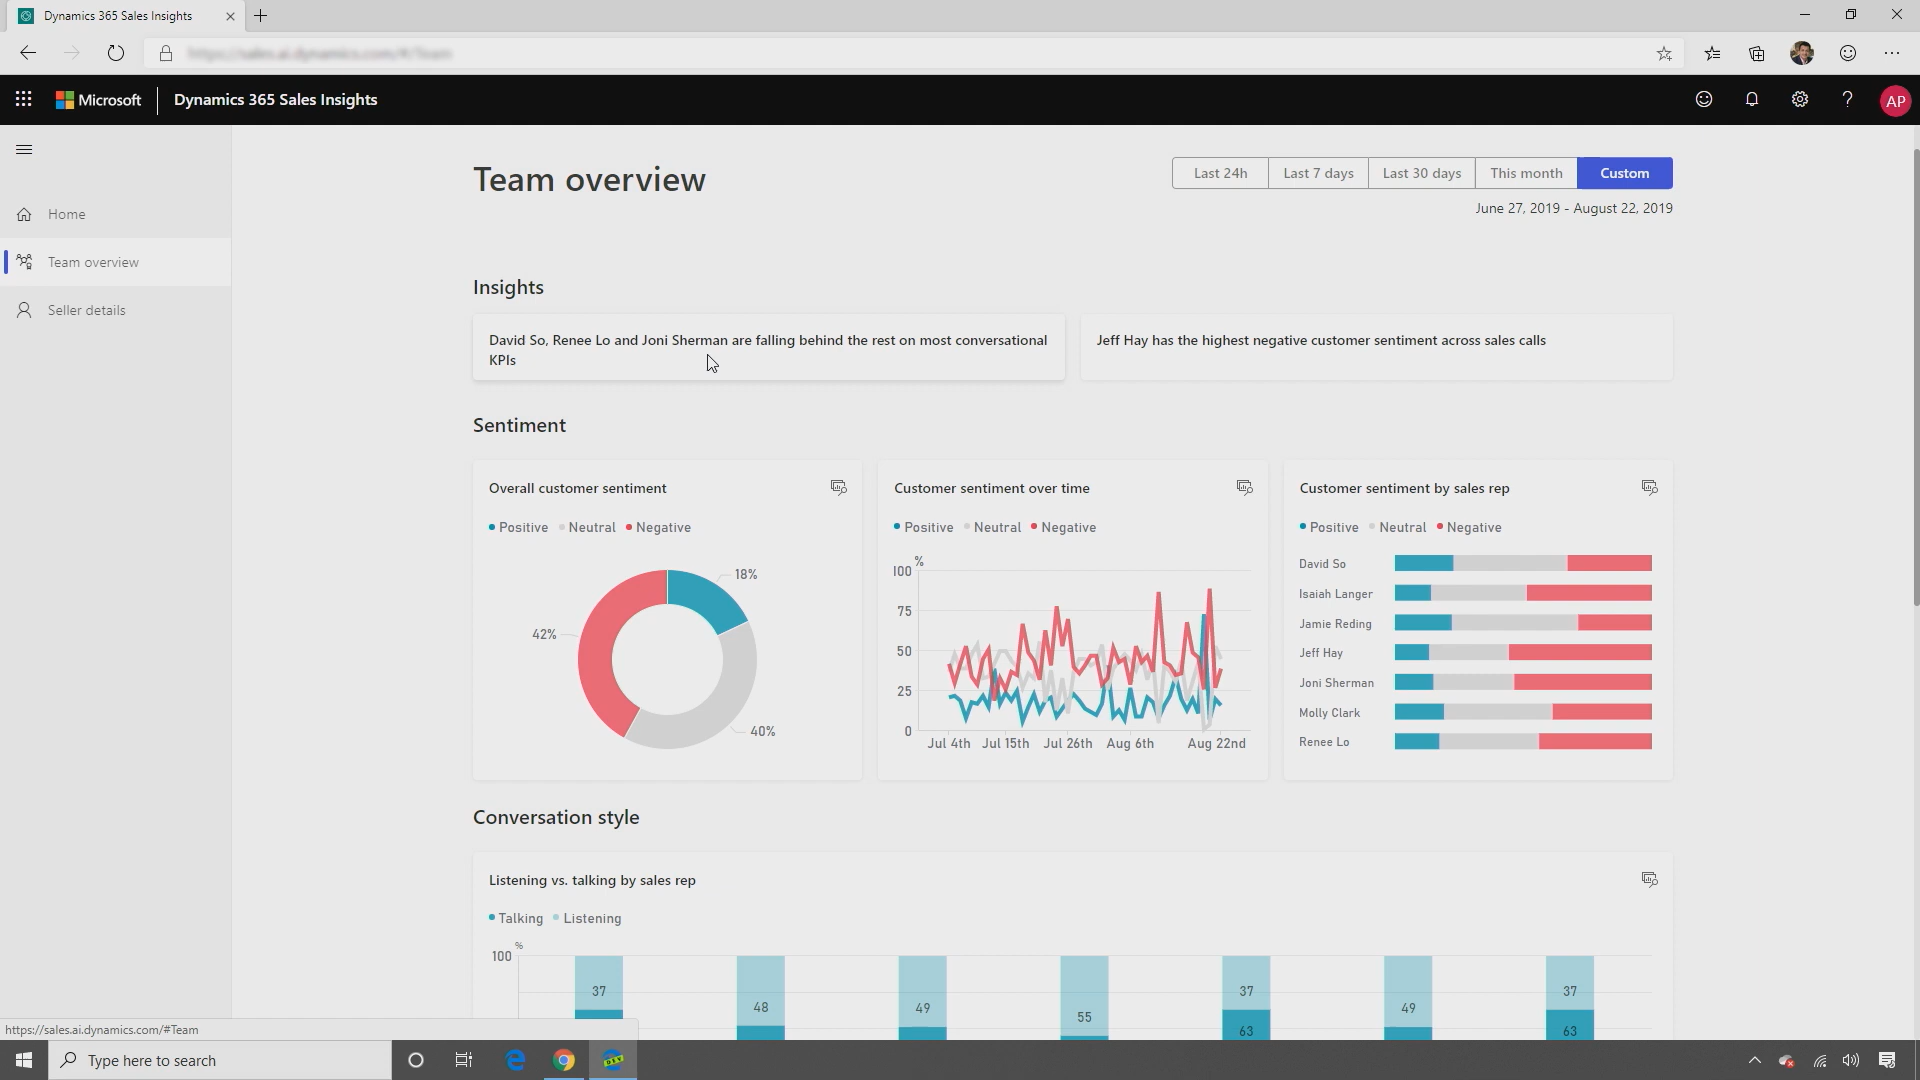 Dynamics 365 Sales Insights
Microsoft
Dynamics 365 Sales Insights
AP
Home
Team overview
Seller details
Team overview
Last 24h
Last 7 days
Last 30 days
This month
Custom
June 27, 2019 - August 22, 2019
Insights
David So, Renee Lo and Joni Sherman are falling behind the rest on most conversational
KPIs
Jeff Hay has the highest negative customer sentiment across sales calls
Sentiment
Overall customer sentiment
Positive Neutral Negative
18%
42%
40%
Customer sentiment over time
Positive Neutral Negative
%
100
75
50
25
0
Jul 4th Jul 15th Jul 26th Aug 6th Aug 22nd
Customer sentiment by sales rep
Positive Neutral Negative
David So
Isaiah Langer
Jamie Reding
Jeff Hay
Joni Sherman
Molly Clark
Renee Lo
Conversation style
Listening vs. talking by sales rep
Talking Listening
%
100
37 48 49 55 37 49 37
63 63
https://sales.ai.dynamics.com/#Team
Type here to search
DEV